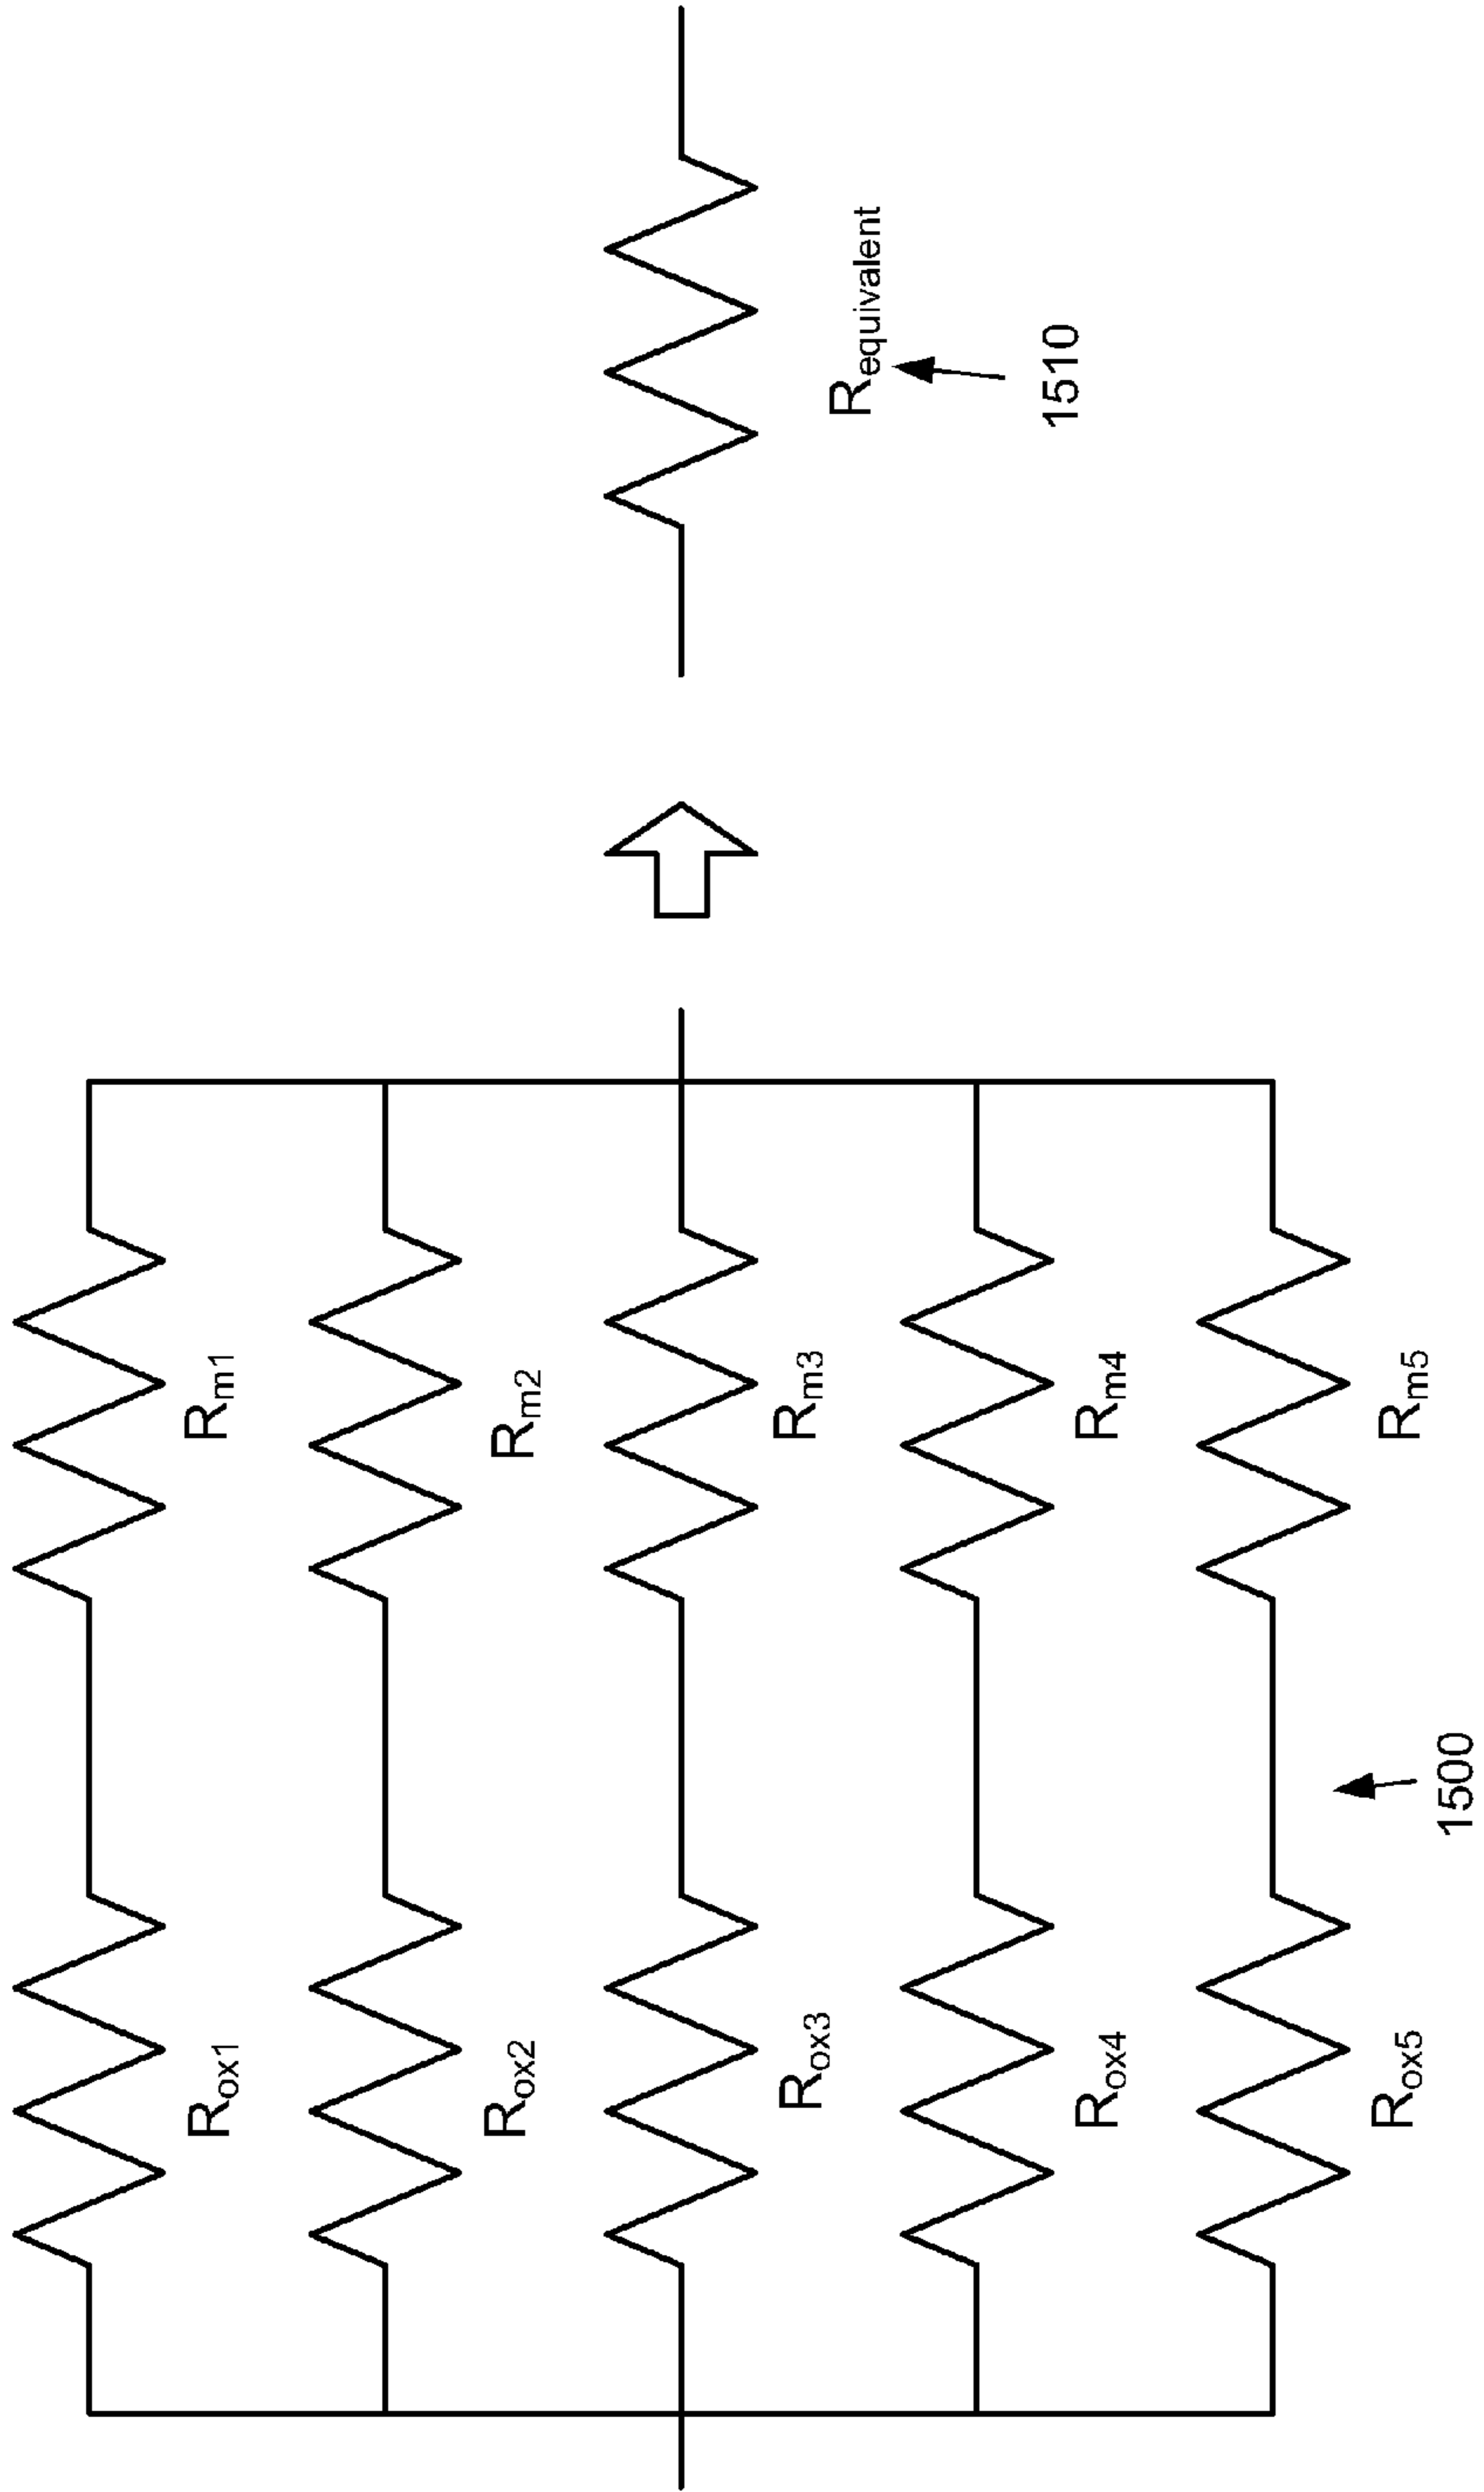 Rox1
Rm1
Rox2
Rm2
Rox3
Rm3
Requivalent
1510
Rox4
Rm4
Rox5
Rm5
1500